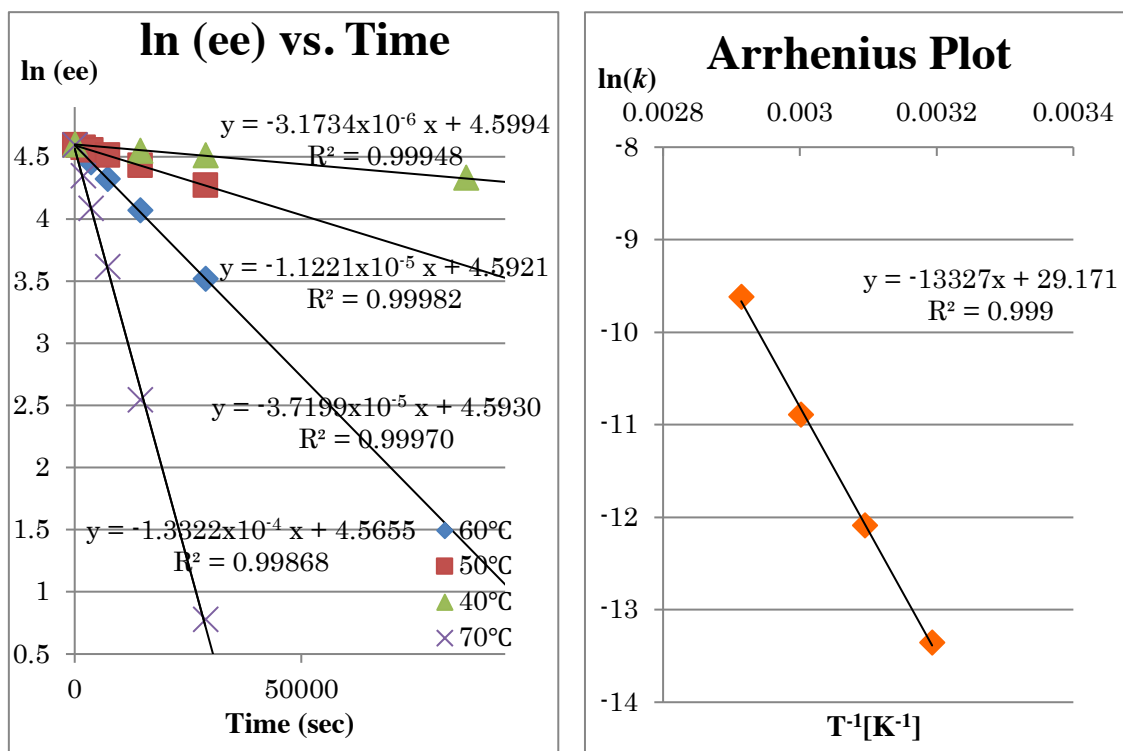 ln (ee) vs. Time
ln (ee)
y = -3.1734x10-6 x + 4.5994
R² = 0.99948
4.5
4
y = -1.1221x10-5 x + 4.5921
R² = 0.99982
3.5
3
y = -3.7199x10-5 x + 4.5930
R² = 0.99970
2.5
2
1.5
y = -1.3322x10-4 x + 4.5655
R² = 0.99868
60℃
50℃
40℃
70℃
1
0.5
0 50000
Time (sec)
Arrhenius Plot
ln(k)
0.0028 0.003 0.0032 0.0034
-8
-9
y = -13327x + 29.171
R² = 0.999
-10
-11
-12
-13
-14
T-1[K-1]